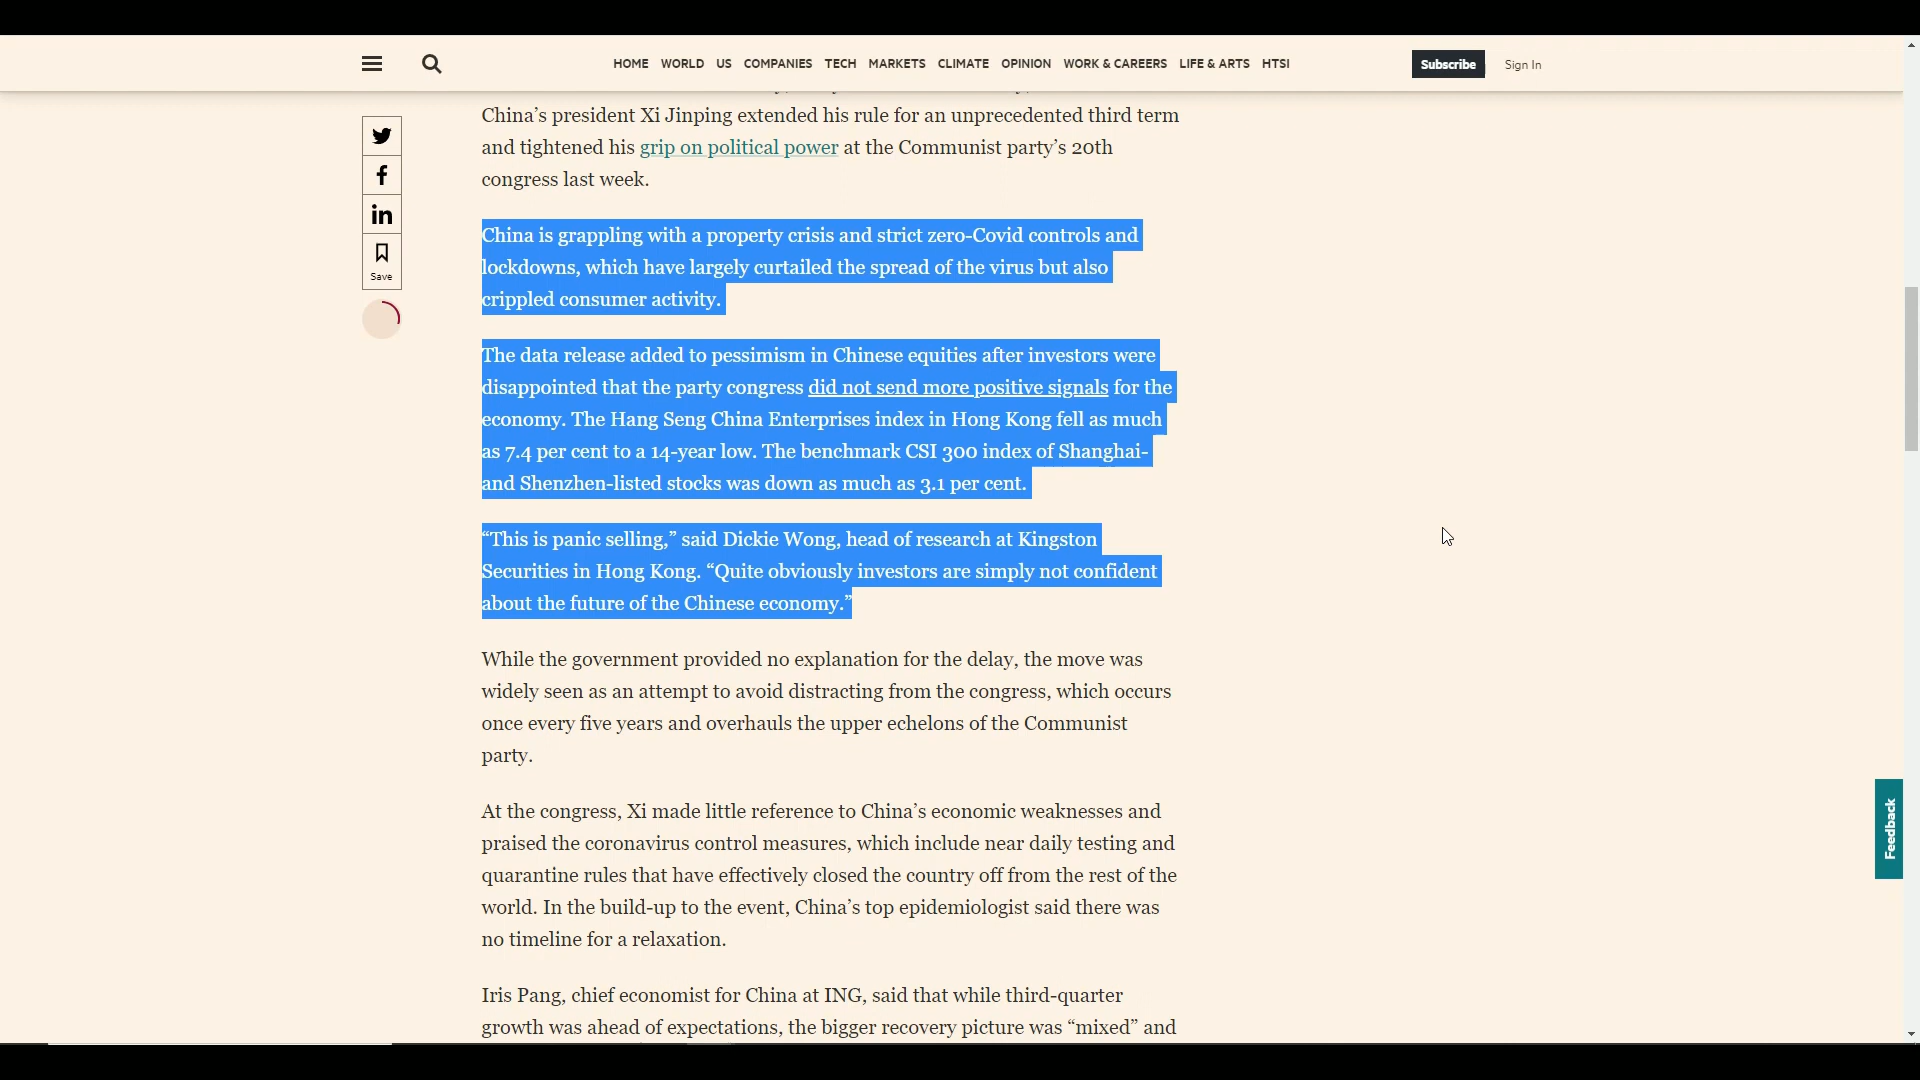 HOME WORLD US COMPANIES TECH MARKETS CLIMATE OPINION WORK & CAREERS LIFE & ARTS HTSI
Subscribe Sign In
China’s president Xi Jinping extended his rule for an unprecedented third term
and tightened his grip on political power at the Communist party’s 20th
congress last week.
Save
China is grappling with a property crisis and strict zero-Covid controls and
lockdowns, which have largely curtailed the spread of the virus but also
crippled consumer activity.
The data release added to pessimism in Chinese equities after investors were
disappointed that the party congress did not send more positive signals for the
economy. The Hang Seng China Enterprises index in Hong Kong fell as much
as 7.4 per cent to a 14-year low. The benchmark CSI 300 index of Shanghai-
and Shenzhen-listed stocks was down as much as 3.1 per cent.
“This is panic selling,” said Dickie Wong, head of research at Kingston
Securities in Hong Kong. “Quite obviously investors are simply not confident
about the future of the Chinese economy.”
While the government provided no explanation for the delay, the move was
widely seen as an attempt to avoid distracting from the congress, which occurs
once every five years and overhauls the upper echelons of the Communist
party.
At the congress, Xi made little reference to China’s economic weaknesses and
praised the coronavirus control measures, which include near daily testing and
quarantine rules that have effectively closed the country off from the rest of the
world. In the build-up to the event, China’s top epidemiologist said there was
no timeline for a relaxation.
Iris Pang, chief economist for China at ING, said that while third-quarter
growth was ahead of expectations, the bigger recovery picture was “mixed” and
Feedback